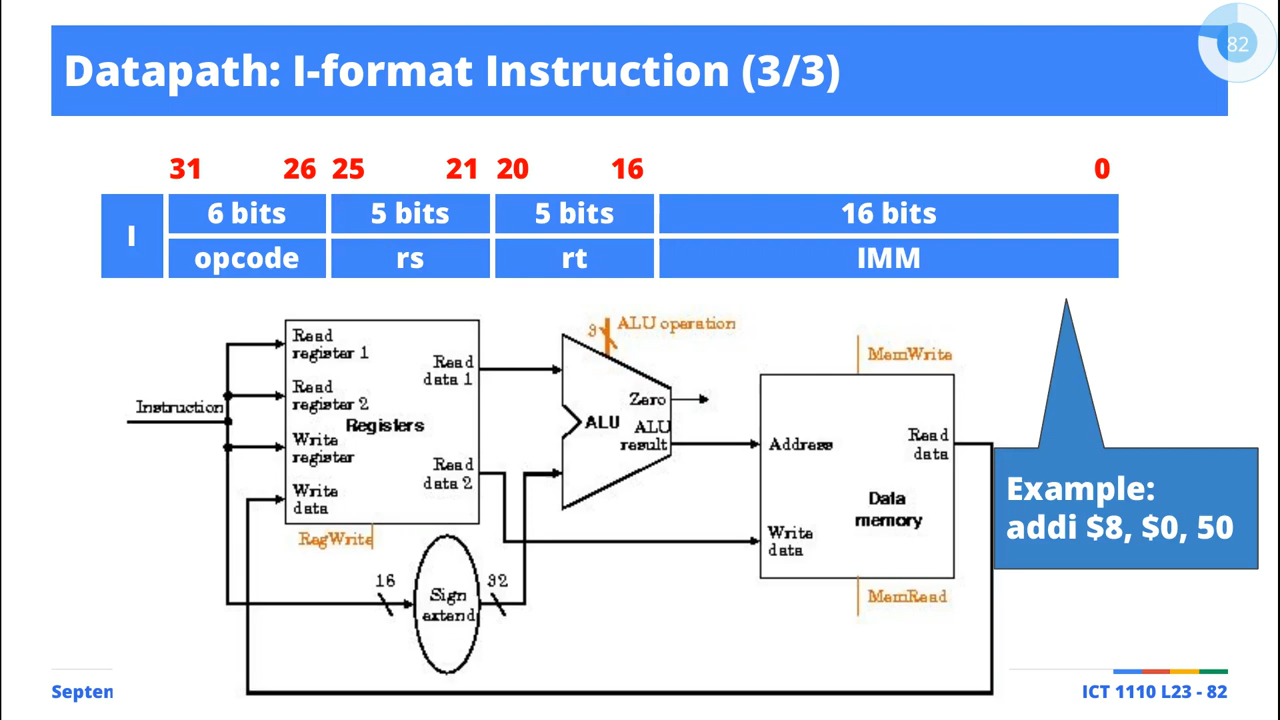 82
Datapath: I-format Instruction (3/3)
31 26 25 21 20 16 0
I
6 bits 5 bits 5 bits 16 bits
opcode rs rt IMM
Read
register 1
Read
register 2
Write
register
Write
data
Registers
Read
data 1
Read
data 2
RegWrite
Instruction
16
Sign
extend
32
3
ALU operation
Zero
ALU
ALU
result
MemWrite
Address
Read
data
Data
memory
Write
data
MemRead
Example:
addi $8, $0, 50
Septen
ICT 1110 L23 - 82